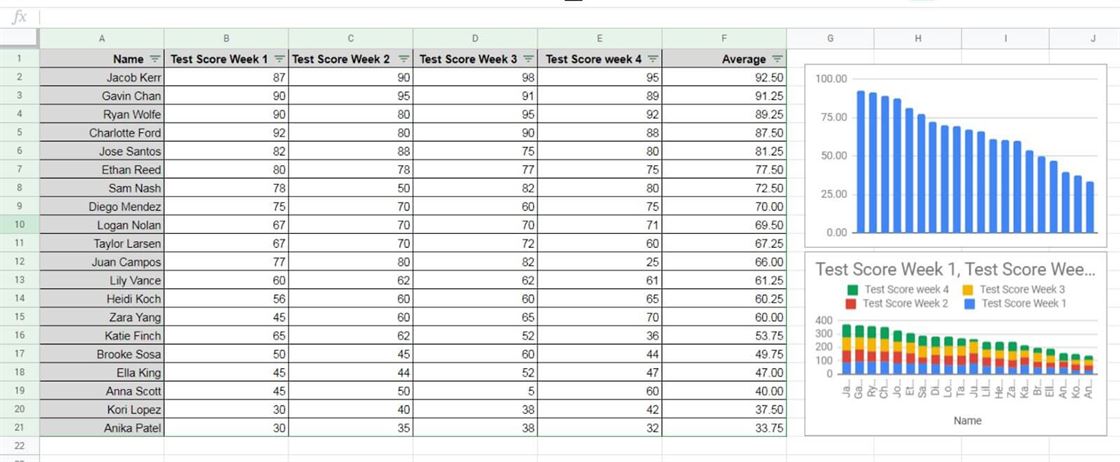 fx
A B C D E F G H I J
1 Name Test Score Week 1 Test Score Week 2 Test Score Week 3 Test Score week 4 Average
2 Jacob Kerr 87 90 98 95 92.50
3 Gavin Chan 90 95 91 89 91.25
4 Ryan Wolfe 90 80 95 92 89.25
5 Charlotte Ford 92 80 90 88 87.50
6 Jose Santos 82 88 75 80 81.25
7 Ethan Reed 80 78 77 75 77.50
8 Sam Nash 78 50 82 80 72.50
9 Diego Mendez 75 70 60 75 70.00
10 Logan Nolan 67 70 70 71 69.50
11 Taylor Larsen 67 70 72 60 67.25
12 Juan Campos 77 80 82 25 66.00
13 Lily Vance 60 62 62 61 61.25
14 Heidi Koch 56 60 60 65 60.25
15 Zara Yang 45 60 65 70 60.00
16 Katie Finch 65 62 52 36 53.75
17 Brooke Sosa 50 45 60 44 49.75
18 Ella King 45 44 52 47 47.00
19 Anna Scott 45 50 5 60 40.00
20 Kori Lopez 30 40 38 42 37.50
21 Anika Patel 30 35 38 32 33.75
22
100.00
75.00
50.00
25.00
0.00
Test Score Week 1, Test Score Wee...
Test Score week 4 Test Score Week 3
Test Score Week 2 Test Score Week 1
400
300
200
100
0
Ja... Ga... Ry... Ch... Jo... Et... Sa... Di... Lo... Ta... Ju... Lil... He... Za... Ka... Br... Ell... An... Ko... An...
Name